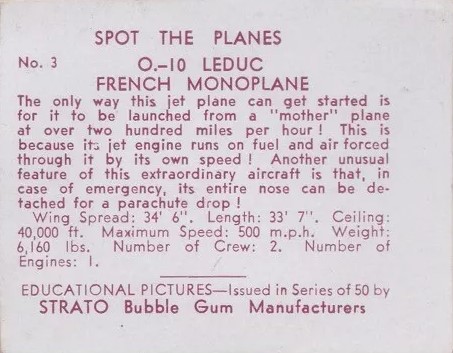 SPOT THE PLANES
No. 3 O.-10 LEDUC
FRENCH MONOPLANE
The only way this jet plane can get started is
for it to be launched from a "mother" plane
at over two hundred miles per hour! This is
because its jet engine runs on fuel and air forced
through it by its own speed! Another unusual
feature of this extraordinary aircraft is that, in
case of emergency, its entire nose can be de-
tached for a parachute drop!
Wing Spread: 34' 6". Length: 33' 7". Ceiling:
40,000 ft. Maximum Speed: 500 m.p.h. Weight:
6,160 lbs. Number of Crew: 2. Number of
Engines: 1.
EDUCATIONAL PICTURES—Issued in Series of 50 by
STRATO Bubble Gum Manufacturers